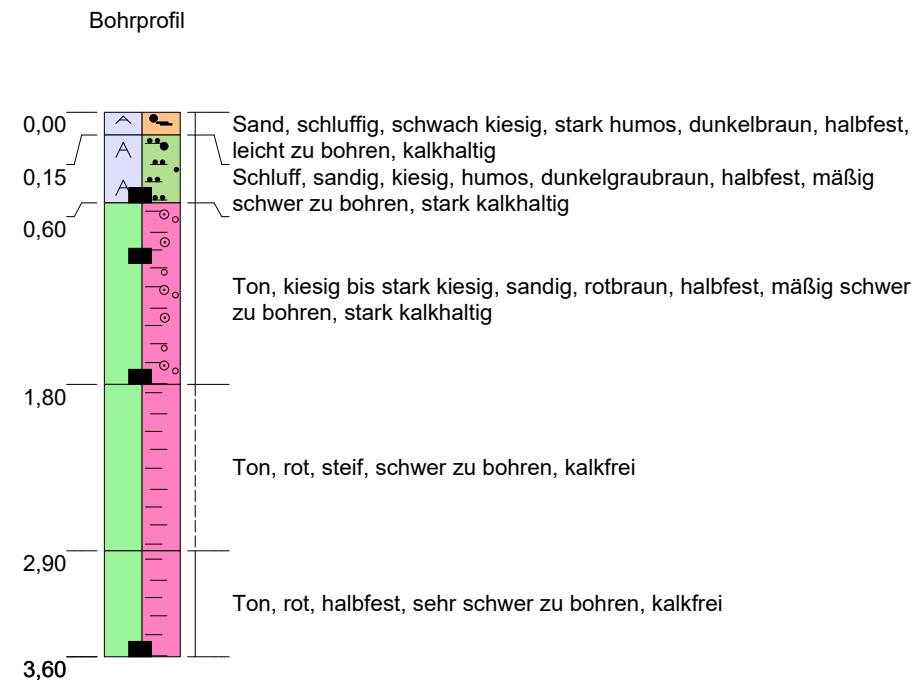 Bohrprofil
0,00
Sand, schluffig, schwach kiesig, stark humos, dunkelbraun, halbfest,
leicht zu bohren, kalkhaltig
0,15
Schluff, sandig, kiesig, humos, dunkelgraubraun, halbfest, mäßig
schwer zu bohren, stark kalkhaltig
0,60
Ton, kiesig bis stark kiesig, sandig, rotbraun, halbfest, mäßig schwer
zu bohren, stark kalkhaltig
1,80
Ton, rot, steif, schwer zu bohren, kalkfrei
2,90
Ton, rot, halbfest, sehr schwer zu bohren, kalkfrei
3,60